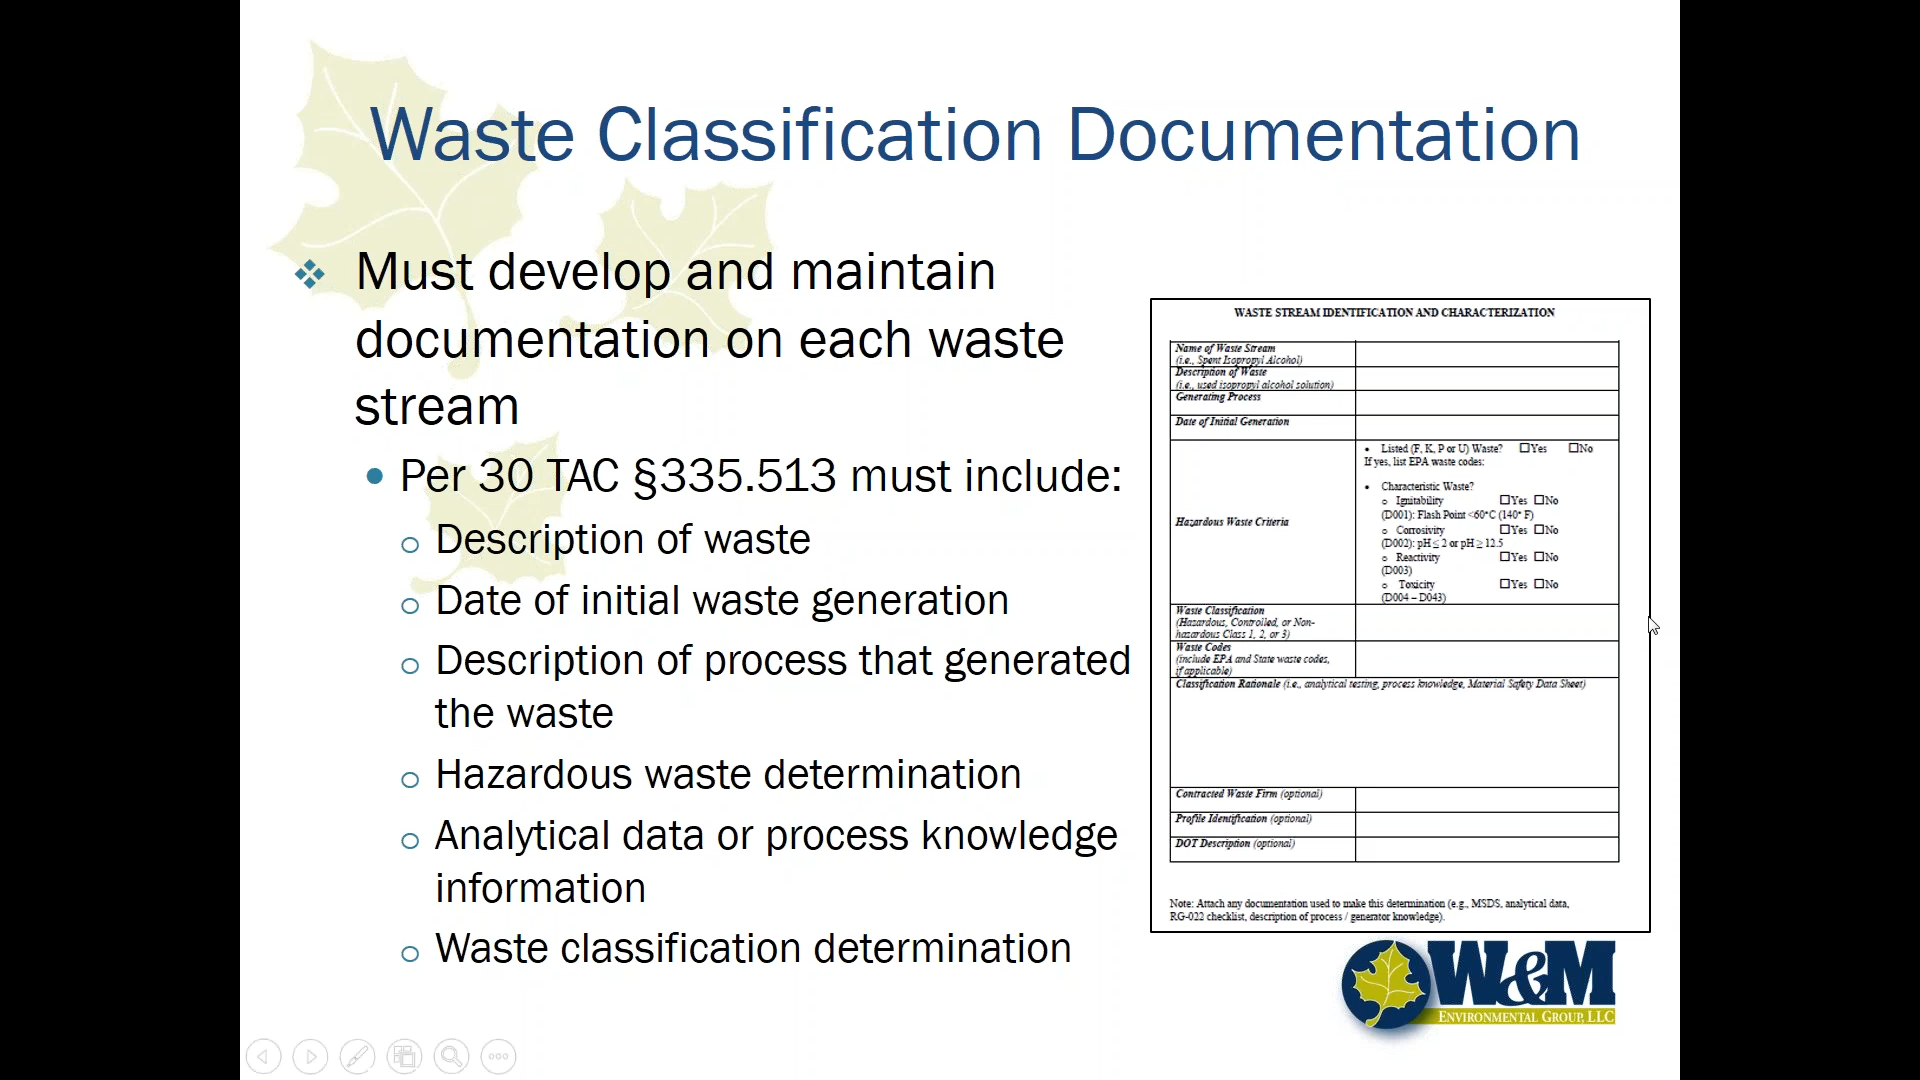 Waste Classification Documentation
Must develop and maintain
documentation on each waste
stream
Per 30 TAC §335.513 must include:
Description of waste
Date of initial waste generation
Description of process that generated
the waste
Hazardous waste determination
Analytical data or process knowledge
information
Waste classification determination
WASTE STREAM IDENTIFICATION AND CHARACTERIZATION
Name of Waste Stream
(i.e., Spent Isopropyl Alcohol)
Description of Waste
(i.e., used isopropyl alcohol solution)
Generating Process
Date of Initial Generation
Hazardous Waste Criteria
• Listed (F, K, P or U) Waste? ☐Yes ☐No
If yes, list EPA waste codes:
• Characteristic Waste?
o Ignitability ☐Yes ☐No
(D001): Flash Point <60°C (140° F)
o Corrosivity ☐Yes ☐No
(D002): pH ≤ 2 or pH ≥ 12.5
o Reactivity ☐Yes ☐No
(D003)
o Toxicity ☐Yes ☐No
(D004 – D043)
Waste Classification
(Hazardous, Controlled, or Non-
hazardous Class 1, 2, or 3)
Waste Codes
(include EPA and State waste codes,
if applicable)
Classification Rationale (i.e., analytical testing, process knowledge, Material Safety Data Sheet)
Contracted Waste Firm (optional)
Profile Identification (optional)
DOT Description (optional)
Note: Attach any documentation used to make this determination (e.g., MSDS, analytical data,
RG-022 checklist, description of process / generator knowledge).
W&M
ENVIRONMENTAL GROUP, LLC